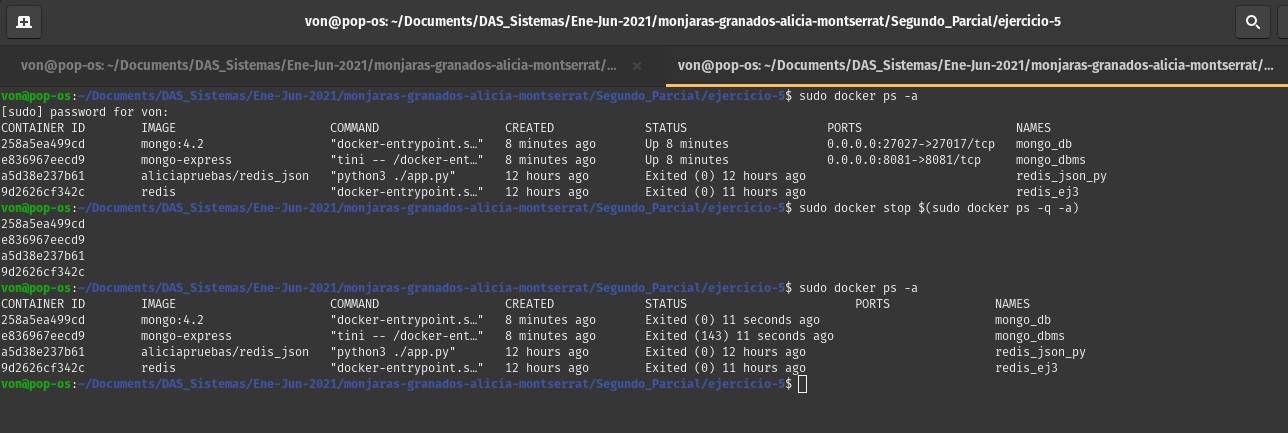 von@pop-os: ~/Documents/DAS_Sistemas/Ene-Jun-2021/monjaras-granados-alicia-montserrat/Segundo_Parcial/ejercicio-5
von@pop-os: ~/Documents/DAS_Sistemas/Ene-Jun-2021/monjaras-granados-alicia-montserrat/... × von@pop-os: ~/Documents/DAS_Sistemas/Ene-Jun-2021/monjaras-granados-alicia-montserrat/...
von@pop-os:~/Documents/DAS_Sistemas/Ene-Jun-2021/monjaras-granados-alicia-montserrat/Segundo_Parcial/ejercicio-5$ sudo docker ps -a
[sudo] password for von:
CONTAINER ID IMAGE COMMAND CREATED STATUS PORTS NAMES
258a5ea499cd mongo:4.2 "docker-entrypoint.s…" 8 minutes ago Up 8 minutes 0.0.0.0:27027->27017/tcp mongo_db
e836967eecd9 mongo-express "tini -- /docker-ent…" 8 minutes ago Up 8 minutes 0.0.0.0:8081->8081/tcp mongo_dbms
a5d38e237b61 aliciapruebas/redis_json "python3 ./app.py" 12 hours ago Exited (0) 12 hours ago redis_json_py
9d2626cf342c redis "docker-entrypoint.s…" 12 hours ago Exited (0) 11 hours ago redis_ej3
von@pop-os:~/Documents/DAS_Sistemas/Ene-Jun-2021/monjaras-granados-alicia-montserrat/Segundo_Parcial/ejercicio-5$ sudo docker stop $(sudo docker ps -q -a)
258a5ea499cd
e836967eecd9
a5d38e237b61
9d2626cf342c
von@pop-os:~/Documents/DAS_Sistemas/Ene-Jun-2021/monjaras-granados-alicia-montserrat/Segundo_Parcial/ejercicio-5$ sudo docker ps -a
CONTAINER ID IMAGE COMMAND CREATED STATUS PORTS NAMES
258a5ea499cd mongo:4.2 "docker-entrypoint.s…" 8 minutes ago Exited (0) 11 seconds ago mongo_db
e836967eecd9 mongo-express "tini -- /docker-ent…" 8 minutes ago Exited (143) 11 seconds ago mongo_dbms
a5d38e237b61 aliciapruebas/redis_json "python3 ./app.py" 12 hours ago Exited (0) 12 hours ago redis_json_py
9d2626cf342c redis "docker-entrypoint.s…" 12 hours ago Exited (0) 11 hours ago redis_ej3
von@pop-os:~/Documents/DAS_Sistemas/Ene-Jun-2021/monjaras-granados-alicia-montserrat/Segundo_Parcial/ejercicio-5$